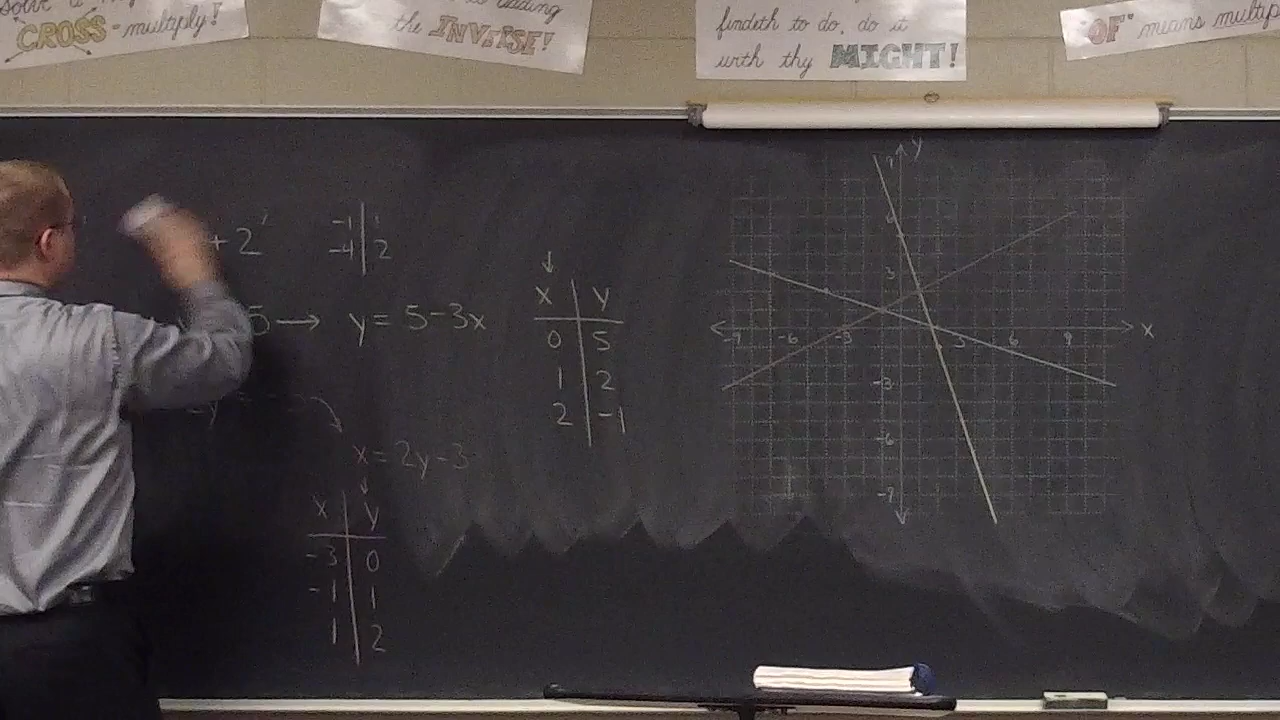 CROSS-multiply!
the INVERSE!
findeth to do, do it
with thy MIGHT!
"OF" means
+ 2
-1 | 1
-4 | 2
5 → y = 5-3x
x = 2y-3
x y
-3 0
-1 1
1 2
x y
0 5
1 2
2 -1
y
9
3
-9 -6 -3 3 6 9 x
-3
-6
-9